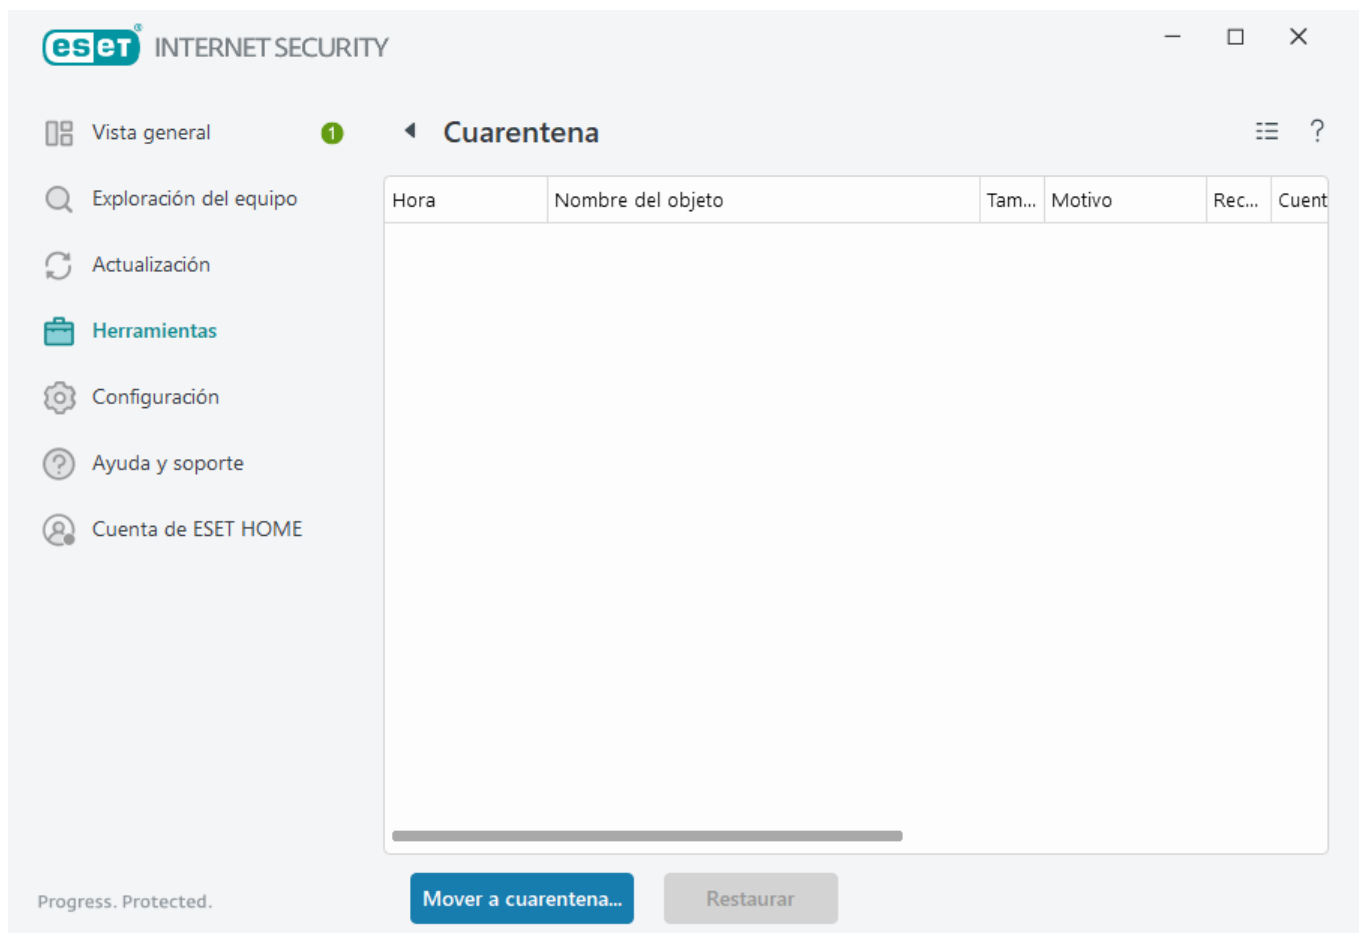 eset® INTERNET SECURITY
Vista general 1
Exploración del equipo
Actualización
Herramientas
Configuración
Ayuda y soporte
Cuenta de ESET HOME
Progress. Protected.
Cuarentena ?
Hora Nombre del objeto Tam... Motivo Rec... Cuent
Mover a cuarentena... Restaurar